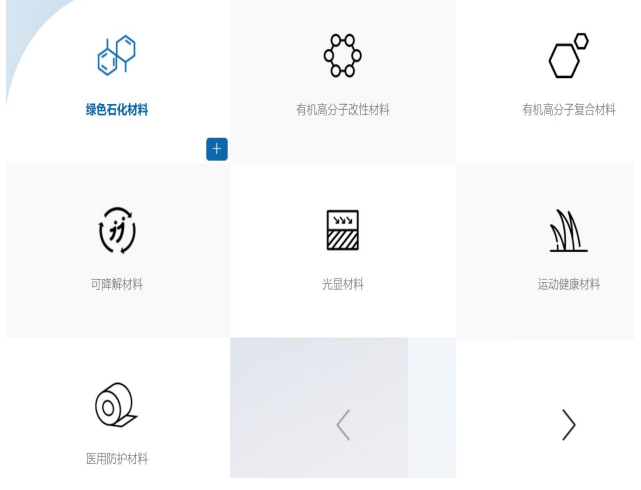 绿色石化材料
有机高分子改性材料
有机高分子复合材料
可降解材料
光显材料
运动健康材料
医用防护材料